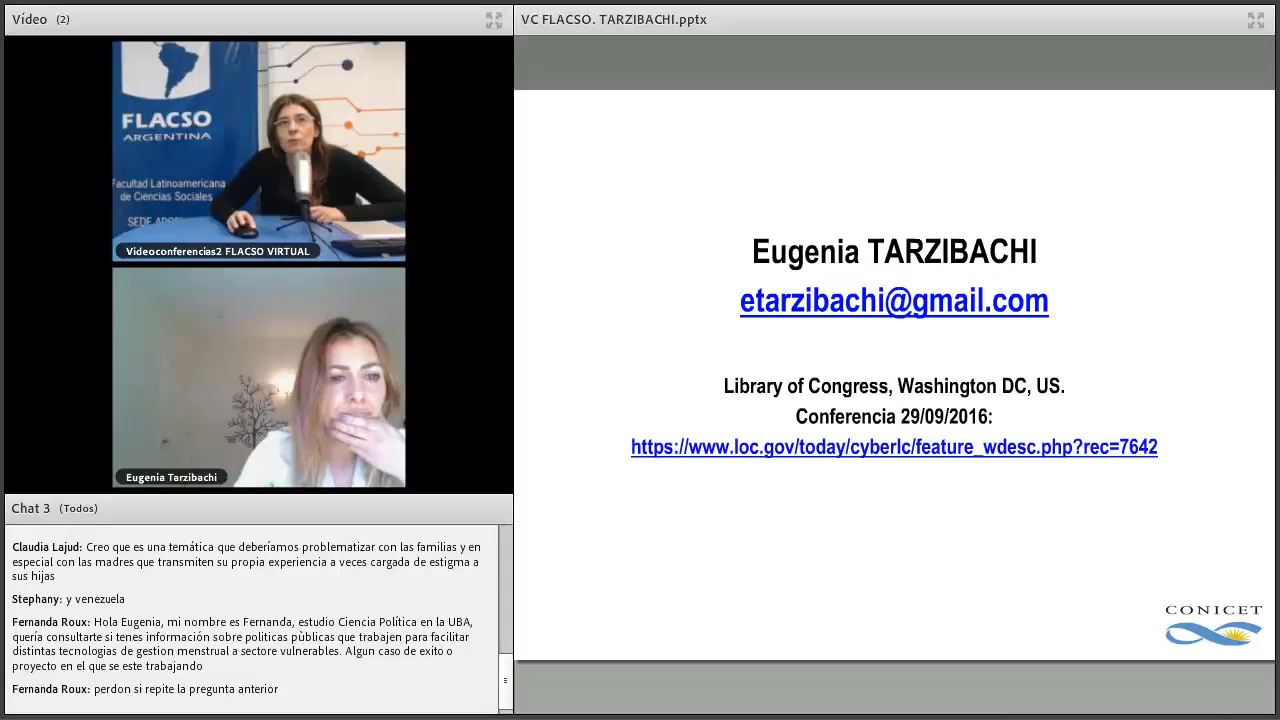 Vídeo (2)
FLACSO
ARGENTINA
Facultad Latinoamericana
de Ciencias Sociales
SEDE
Videoconferencias2 FLACSO VIRTUAL
Eugenia Tarzibachi
Chat 3 (Todos)
Claudia Lajud: Creo que es una temática que deberíamos problematizar con las familias y en
especial con las madres que transmiten su propia experiencia a veces cargada de estigma a
sus hijas
Stephany: y venezuela
Fernanda Roux: Hola Eugenia, mi nombre es Fernanda, estudio Ciencia Política en la UBA,
quería consultarte si tenes información sobre politicas pùblicas que trabajen para facilitar
distintas tecnologias de gestion menstrual a sectore vulnerables. Algun caso de exito o
proyecto en el que se este trabajando
Fernanda Roux: perdon si repite la pregunta anterior
VC FLACSO. TARZIBACHI.pptx
Eugenia TARZIBACHI
etarzibachi@gmail.com
Library of Congress, Washington DC, US.
Conferencia 29/09/2016:
https://www.loc.gov/today/cyberlc/feature_wdesc.php?rec=7642
CONICET